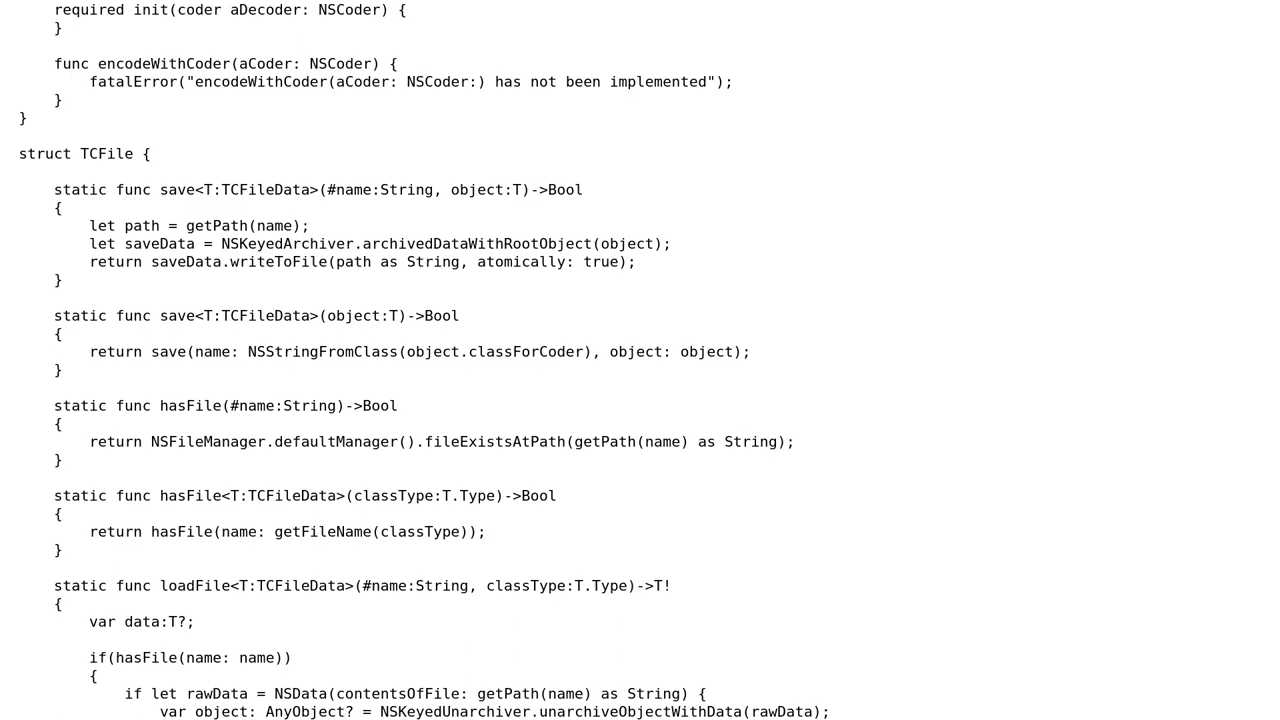 required init(coder aDecoder: NSCoder) {
}
func encodeWithCoder(aCoder: NSCoder) {
fatalError("encodeWithCoder(aCoder: NSCoder:) has not been implemented");
}
}
struct TCFile {
static func save<T:TCFileData>(#name:String, object:T)->Bool
{
let path = getPath(name);
let saveData = NSKeyedArchiver.archivedDataWithRootObject(object);
return saveData.writeToFile(path as String, atomically: true);
}
static func save<T:TCFileData>(object:T)->Bool
{
return save(name: NSStringFromClass(object.classForCoder), object: object);
}
static func hasFile(#name:String)->Bool
{
return NSFileManager.defaultManager().fileExistsAtPath(getPath(name) as String);
}
static func hasFile<T:TCFileData>(classType:T.Type)->Bool
{
return hasFile(name: getFileName(classType));
}
static func loadFile<T:TCFileData>(#name:String, classType:T.Type)->T!
{
var data:T?;
if(hasFile(name: name))
{
if let rawData = NSData(contentsOfFile: getPath(name) as String) {
var object: AnyObject? = NSKeyedUnarchiver.unarchiveObjectWithData(rawData);